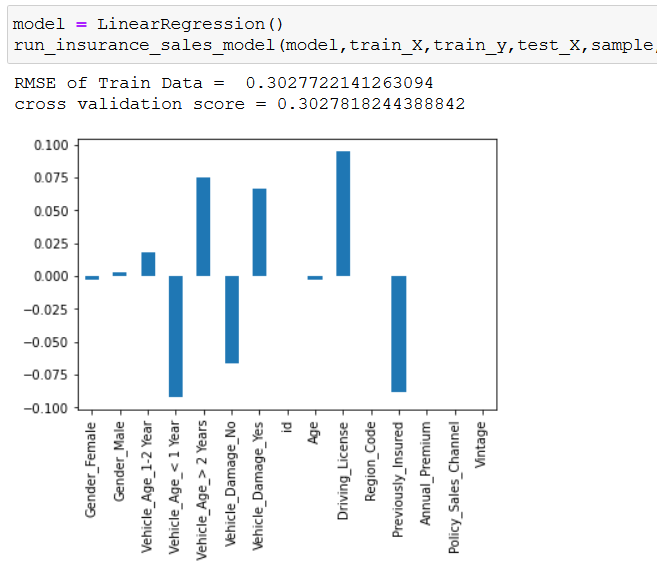 model = LinearRegression()
run_insurance_sales_model(model,train_X,train_y,test_X,sample,
RMSE of Train Data =  0.3027722141263094
cross validation score = 0.3027818244388842
0.100
0.075
0.050
0.025
0.000
−0.025
−0.050
−0.075
−0.100
Gender_Female
Gender_Male
Vehicle_Age_1-2 Year
Vehicle_Age_< 1 Year
Vehicle_Age_> 2 Years
Vehicle_Damage_No
Vehicle_Damage_Yes
id
Age
Driving_License
Region_Code
Previously_Insured
Annual_Premium
Policy_Sales_Channel
Vintage